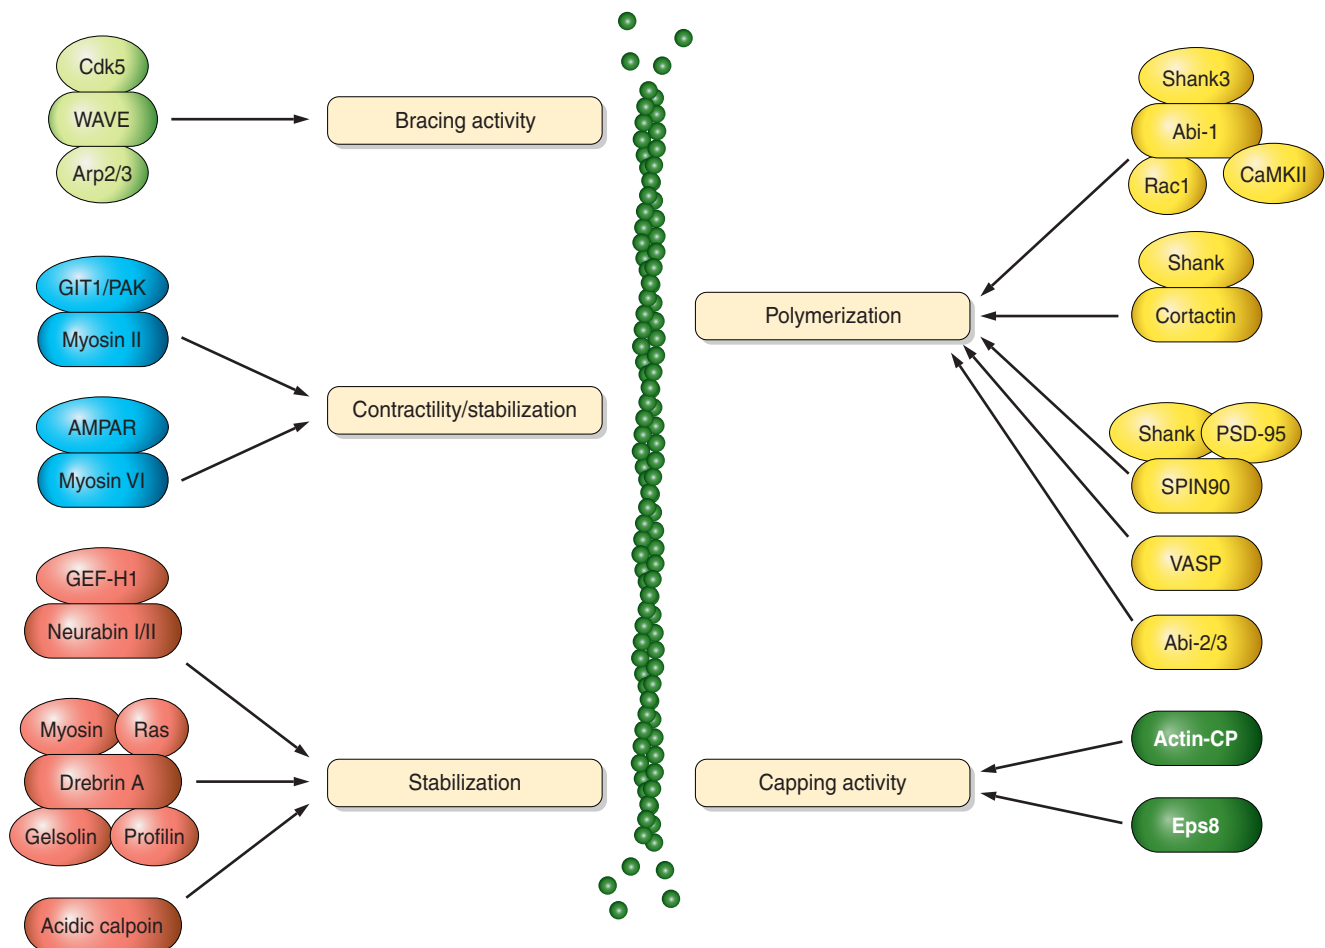 Cdk5
WAVE
Arp2/3
Bracing activity
GIT1/PAK
Myosin II
AMPAR
Myosin VI
Contractility/stabilization
GEF-H1
Neurabin I/II
Myosin
Ras
Drebrin A
Gelsolin
Profilin
Acidic calpoin
Stabilization
Shank3
Abi-1
Rac1
CaMKII
Shank
Cortactin
Polymerization
Shank
PSD-95
SPIN90
VASP
Abi-2/3
Actin-CP
Eps8
Capping activity